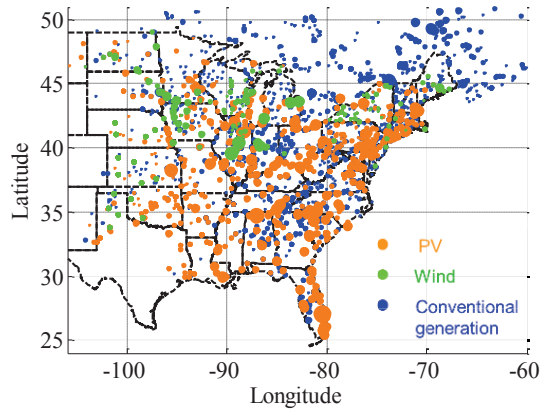 50
45
40
35
30
25
Latitude
PV
Wind
Conventional
generation
-100 -90 -80 -70 -60
Longitude